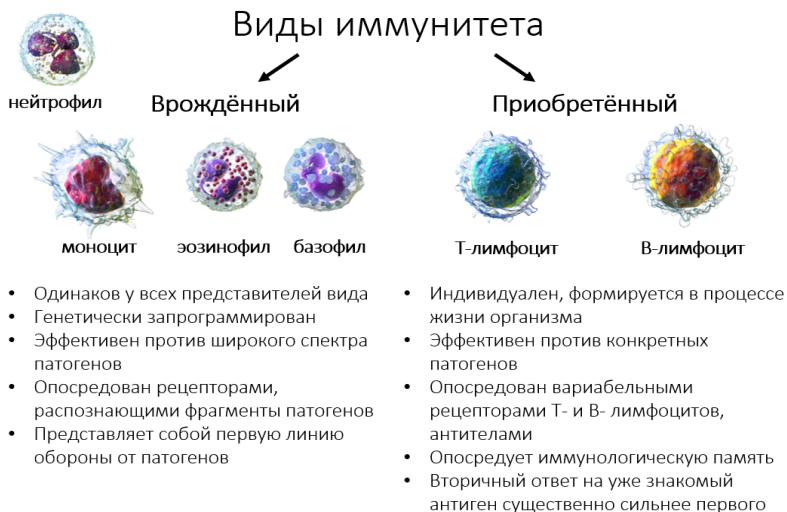 Виды иммунитета
нейтрофил
Врождённый
моноцит
эозинофил
базофил
• Одинаков у всех представителей вида
• Генетически запрограммирован
• Эффективен против широкого спектра
патогенов
• Опосредован рецепторами,
распознающими фрагменты патогенов
• Представляет собой первую линию
обороны от патогенов
Приобретённый
Т-лимфоцит
В-лимфоцит
• Индивидуален, формируется в процессе
жизни организма
• Эффективен против конкретных
патогенов
• Опосредован вариабельными
рецепторами Т- и В- лимфоцитов,
антителами
• Опосредует иммунологическую память
• Вторичный ответ на уже знакомый
антиген существенно сильнее первого